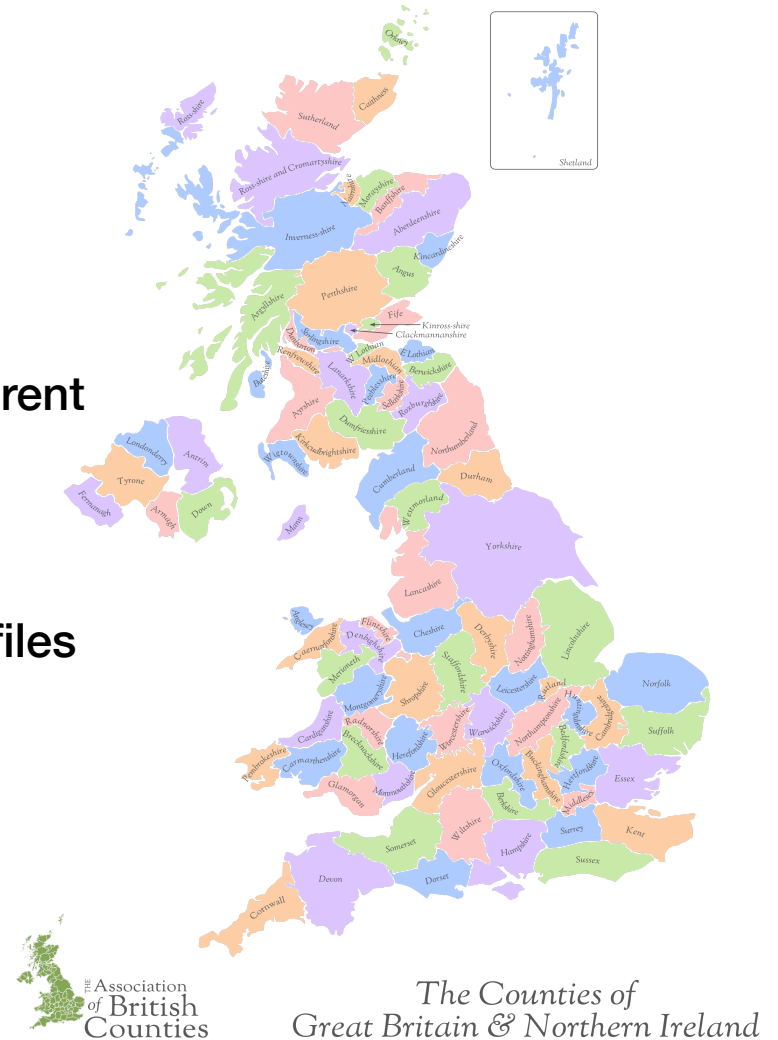 Orkney
Shetland
Caithness
Sutherland
Ross-shire
Ross-shire and Cromartyshire
Nairnshire
Morayshire
Banffshire
Aberdeenshire
Inverness-shire
Kincardineshire
Angus
Perthshire
Argyllshire
Fife
Kinross-shire
Clackmannanshire
Stirlingshire
Dumbarton
W Lothian
E Lothian
Midlothian
Renfrewshire
Berwickshire
Buteshire
Lanarkshire
Peeblesshire
Selkirkshire
Roxburghshire
rent
Ayrshire
Dumfriesshire
Kirkcudbrightshire
Wigtownshire
Northumberland
Londonderry
Antrim
Tyrone
Fermanagh
Armagh
Down
Cumberland
Durham
Westmorland
Mann
Yorkshire
Lancashire
files
Anglesey
Flintshire
Caernarfonshire
Denbighshire
Cheshire
Derbyshire
Nottinghamshire
Lincolnshire
Merioneth
Staffordshire
Montgomeryshire
Shropshire
Leicestershire
Rutland
Norfolk
Huntingdonshire
Cambridgeshire
Cardiganshire
Radnorshire
Worcestershire
Warwickshire
Northamptonshire
Suffolk
Brecknockshire
Herefordshire
Bedfordshire
Pembrokeshire
Carmarthenshire
Buckinghamshire
Hertfordshire
Essex
Glamorgan
Monmouthshire
Gloucestershire
Oxfordshire
Middlesex
Berkshire
Wiltshire
Surrey
Kent
Somerset
Hampshire
Sussex
Devon
Dorset
Cornwall
THE Association
of British
Counties
The Counties of
Great Britain & Northern Ireland